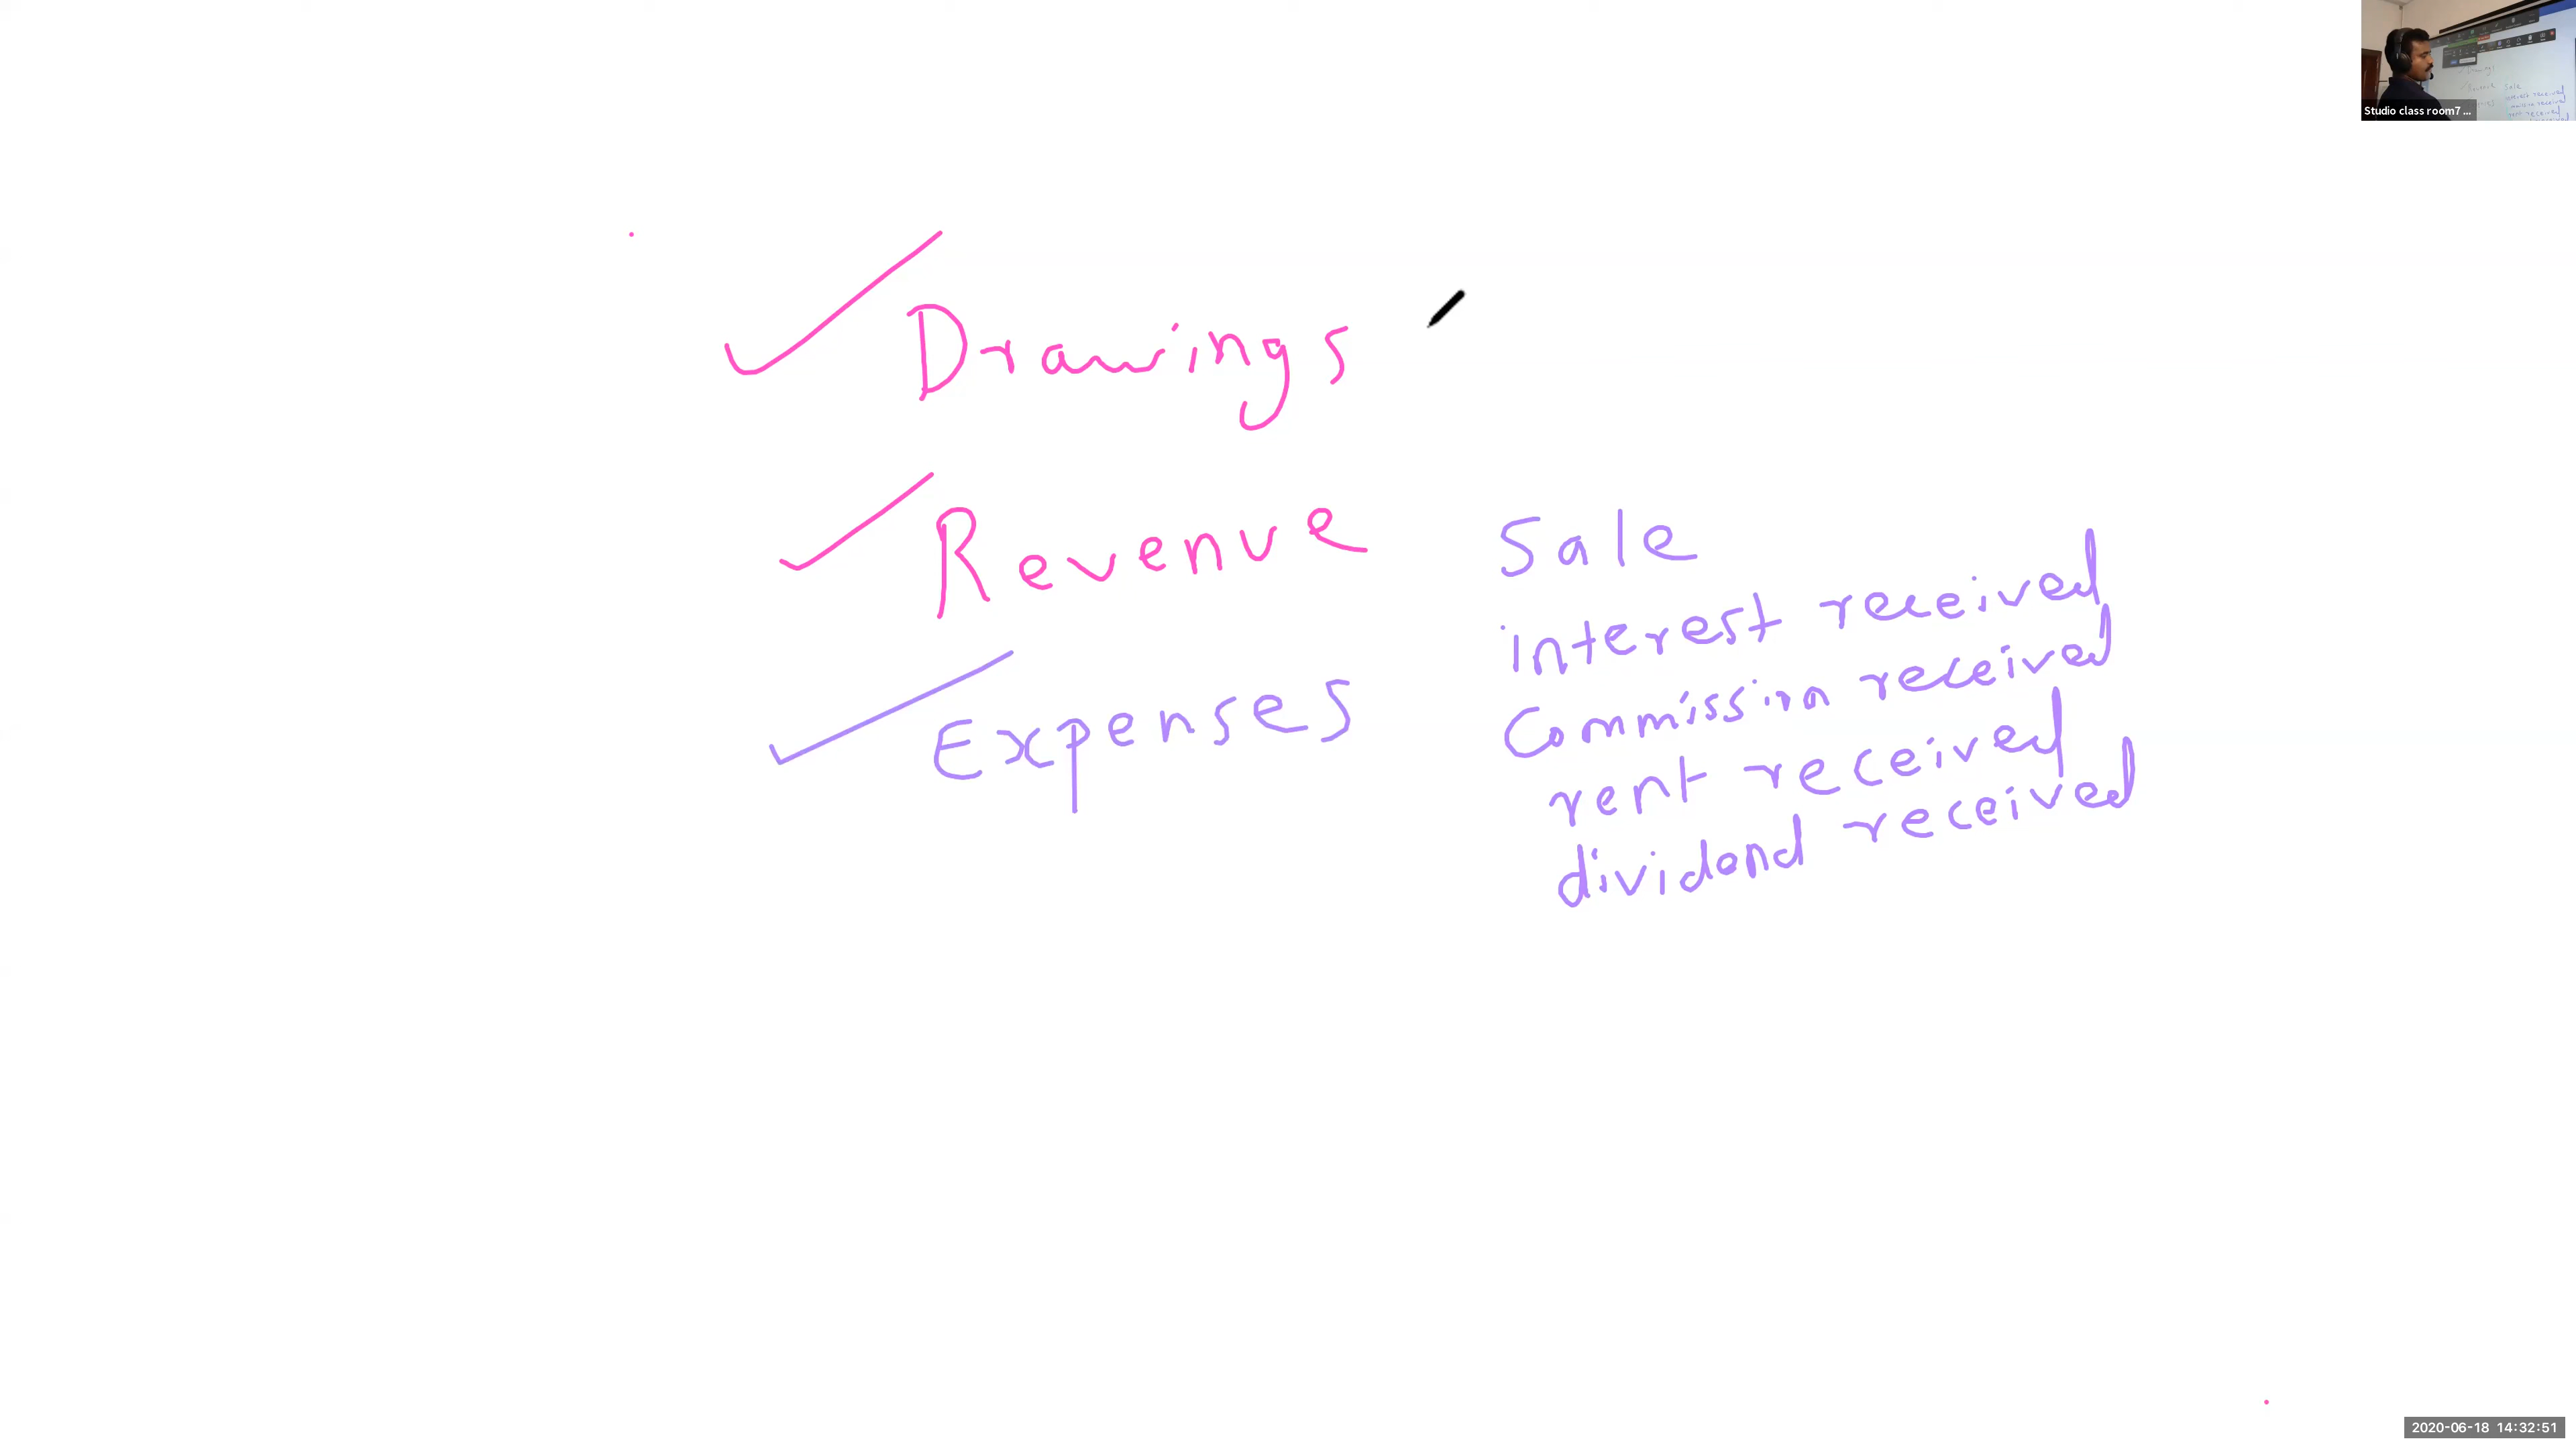 Studio class room7 ...
Drawings
Revenue
Sale
interest received
Commission received
Expenses
rent received
dividend received
2020-06-18 14:32:51